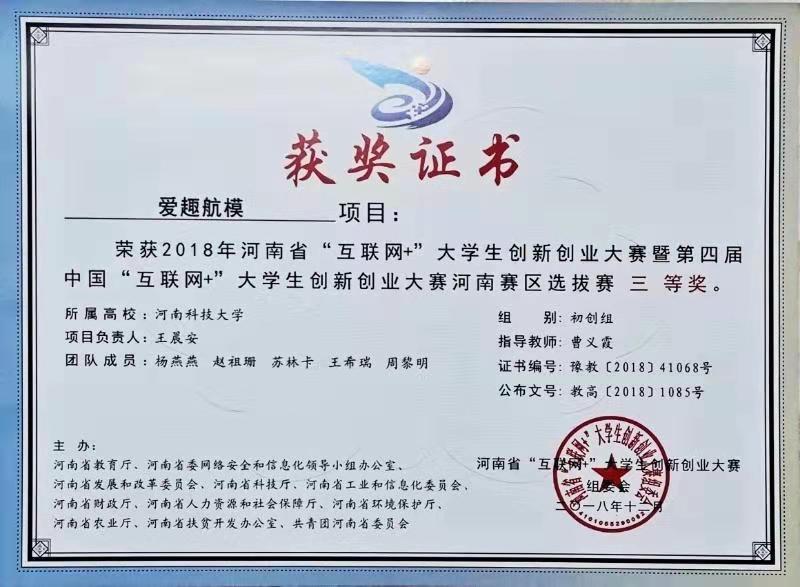 获奖证书
爱趣航模 项目：
荣获2018年河南省“互联网+”大学生创新创业大赛暨第四届
中国“互联网+”大学生创新创业大赛河南赛区选拔赛 三 等奖。
所属高校：河南科技大学
项目负责人：王晨安
团队成员：杨燕燕 赵祖珊 苏林卡 王希瑞 周黎明
组 别：初创组
指导教师：曹义霞
证书编号：豫教〔2018〕41068号
公布文号：教高〔2018〕1085号
主 办：
河南省教育厅、河南省委网络安全和信息化领导小组办公室、
河南省发展和改革委员会、河南省科技厅、河南省工业和信息化委员会、
河南省财政厅、河南省人力资源和社会保障厅、河南省环境保护厅、
河南省农业厅、河南省扶贫开发办公室、共青团河南省委员会
河南省“互联网+”大学生创新创业大赛
组委会
二〇一八年十二月